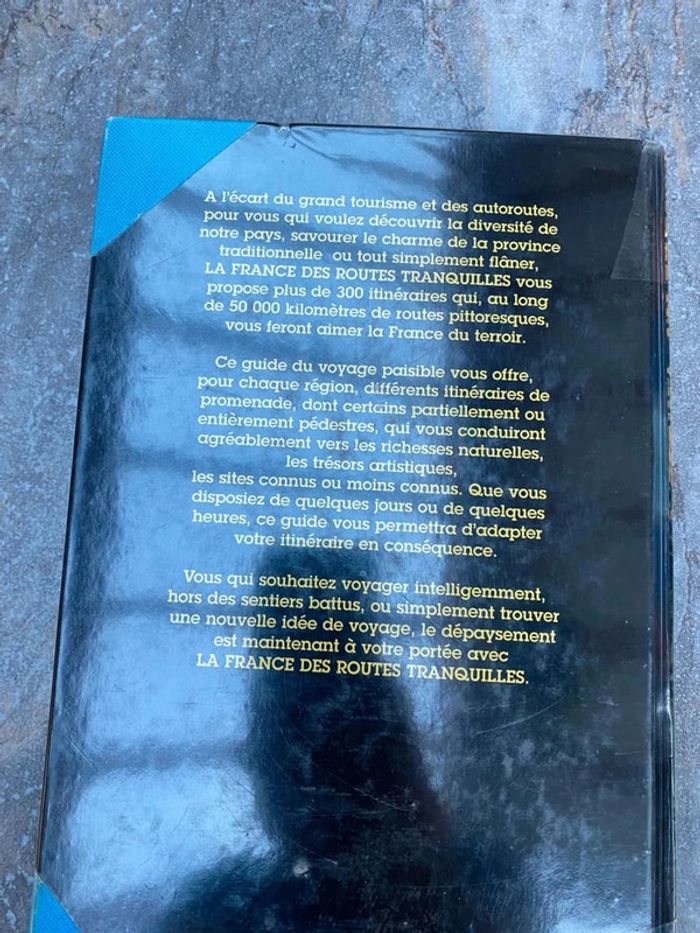 A l'écart du grand tourisme et des autoroutes,
pour vous qui voulez découvrir la diversité de
notre pays, savourer le charme de la province
traditionnelle ou tout simplement flâner,
LA FRANCE DES ROUTES TRANQUILLES vous
propose plus de 300 itinéraires qui, au long
de 50 000 kilomètres de routes pittoresques,
vous feront aimer la France du terroir.
Ce guide du voyage paisible vous offre,
pour chaque région, différents itinéraires de
promenade, dont certains partiellement ou
entièrement pédestres, qui vous conduiront
agréablement vers les richesses naturelles,
les trésors artistiques,
les sites connus ou moins connus. Que vous
disposiez de quelques jours ou de quelques
heures, ce guide vous permettra d'adapter
votre itinéraire en conséquence.
Vous qui souhaitez voyager intelligemment,
hors des sentiers battus, ou simplement trouver
une nouvelle idée de voyage, le dépaysement
est maintenant à votre portée avec
LA FRANCE DES ROUTES TRANQUILLES.